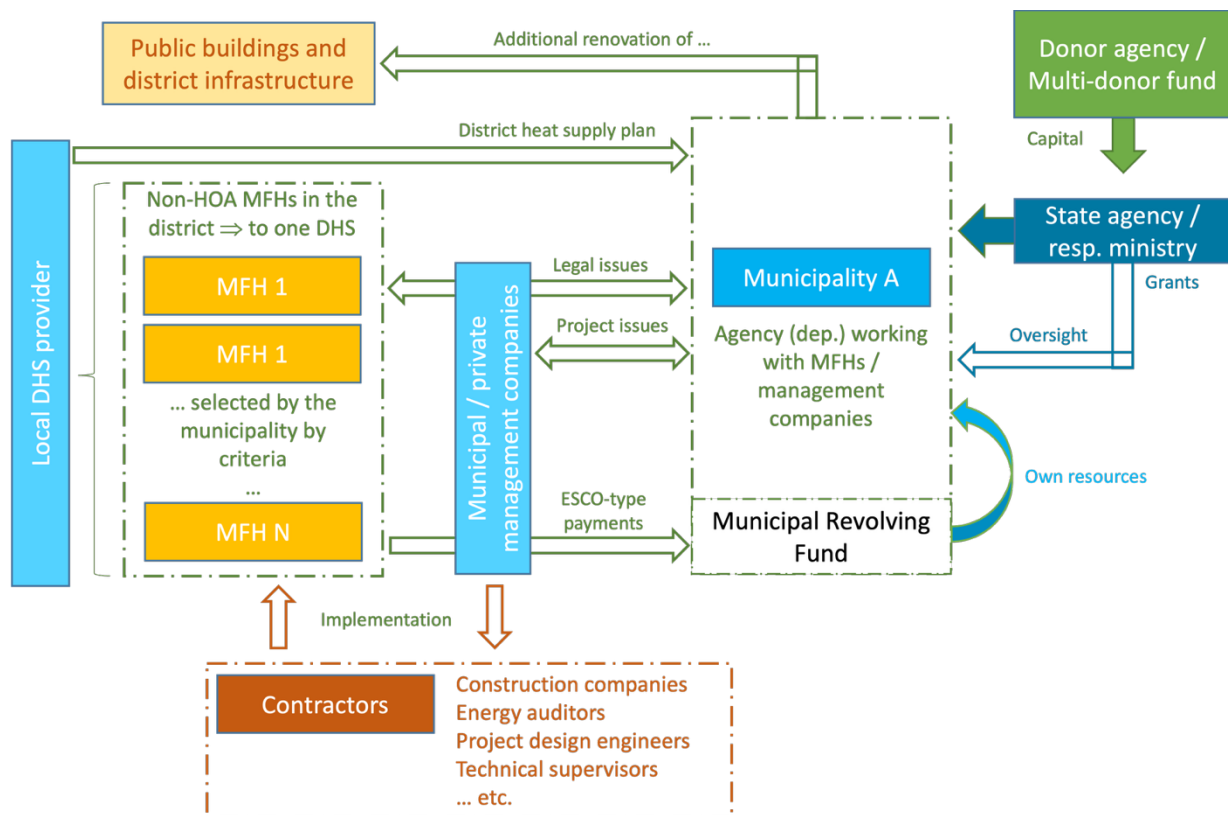 Public buildings and
district infrastructure
Additional renovation of …
Donor agency /
Multi-donor fund
Capital
District heat supply plan
Local DHS provider
Non-HOA MFHs in the
district ⇒ to one DHS
MFH 1
MFH 1
… selected by the
municipality by
criteria
…
MFH N
Municipal / private
management companies
Legal issues
Project issues
ESCO-type
payments
Municipality A
Agency (dep.) working
with MFHs /
management
companies
Municipal Revolving
Fund
State agency /
resp. ministry
Grants
Oversight
Own resources
Implementation
Contractors
Construction companies
Energy auditors
Project design engineers
Technical supervisors
… etc.